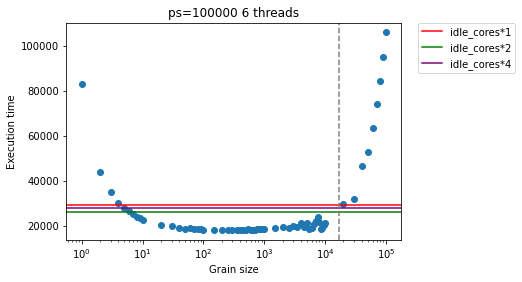 ps=100000 6 threads
idle_cores*1
idle_cores*2
idle_cores*4
Execution time
100000
80000
60000
40000
20000
10⁰
10¹
10²
10³
10⁴
10⁵
Grain size